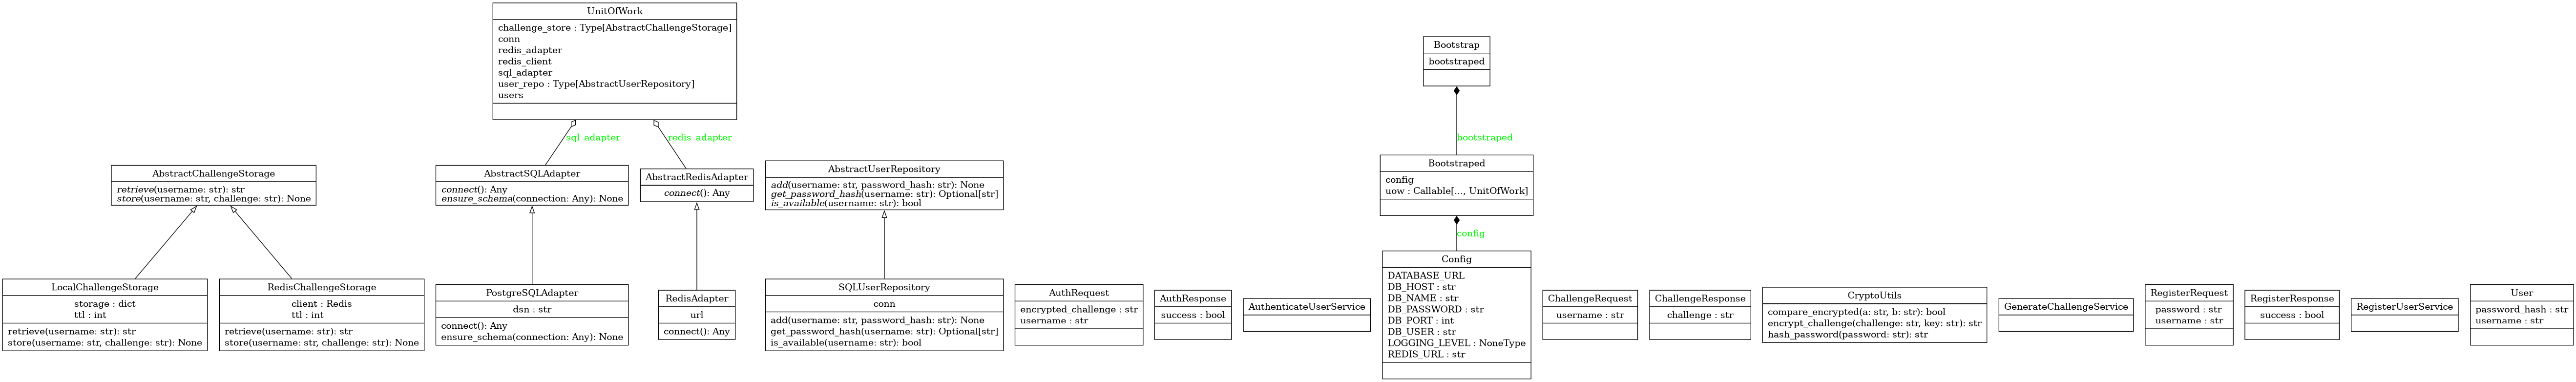 UnitOfWork
challenge_store : Type[AbstractChallengeStorage]
conn
redis_adapter
redis_client
sql_adapter
user_repo : Type[AbstractUserRepository]
users
Bootstrap
bootstraped
sql_adapter
redis_adapter
bootstraped
AbstractChallengeStorage
retrieve(username: str): str
store(username: str, challenge: str): None
AbstractSQLAdapter
connect(): Any
ensure_schema(connection: Any): None
AbstractRedisAdapter
connect(): Any
AbstractUserRepository
add(username: str, password_hash: str): None
get_password_hash(username: str): Optional[str]
is_available(username: str): bool
Bootstraped
config
uow : Callable[..., UnitOfWork]
config
LocalChallengeStorage
storage : dict
ttl : int
retrieve(username: str): str
store(username: str, challenge: str): None
RedisChallengeStorage
client : Redis
ttl : int
retrieve(username: str): str
store(username: str, challenge: str): None
PostgreSQLAdapter
dsn : str
connect(): Any
ensure_schema(connection: Any): None
RedisAdapter
url
connect(): Any
SQLUserRepository
conn
add(username: str, password_hash: str): None
get_password_hash(username: str): Optional[str]
is_available(username: str): bool
AuthRequest
encrypted_challenge : str
username : str
AuthResponse
success : bool
AuthenticateUserService
Config
DATABASE_URL
DB_HOST : str
DB_NAME : str
DB_PASSWORD : str
DB_PORT : int
DB_USER : str
LOGGING_LEVEL : NoneType
REDIS_URL : str
ChallengeRequest
username : str
ChallengeResponse
challenge : str
CryptoUtils
compare_encrypted(a: str, b: str): bool
encrypt_challenge(challenge: str, key: str): str
hash_password(password: str): str
GenerateChallengeService
RegisterRequest
password : str
username : str
RegisterResponse
success : bool
RegisterUserService
User
password_hash : str
username : str